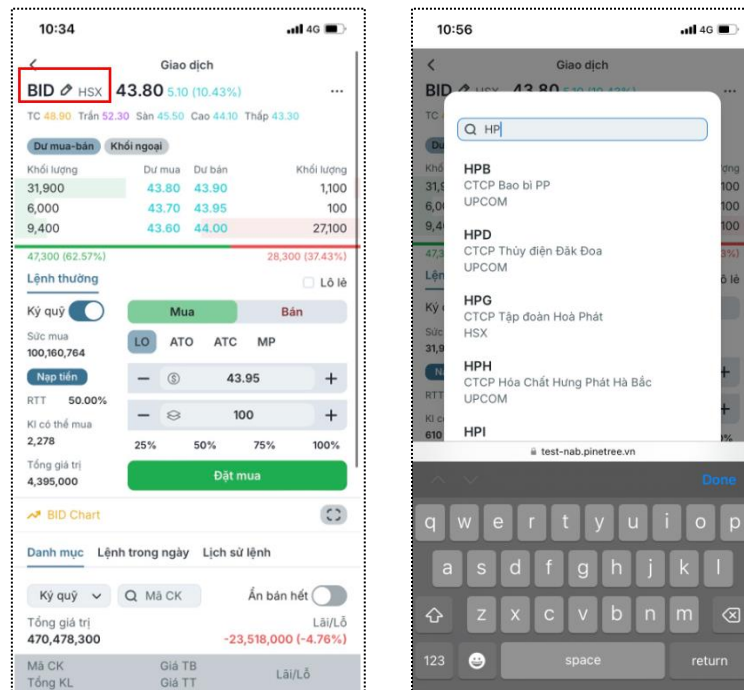 10:34
4G
Giao dịch
BID HSX 43.80 5.10 (10.43%)
TC 48.90 Trần 52.30 Sàn 45.50 Cao 44.10 Thấp 43.30
Dư mua-bán Khối ngoại
Khối lượng Dư mua Dư bán Khối lượng
31,900 43.80 43.90 1,100
6,000 43.70 43.95 100
9,400 43.60 44.00 27,100
47,300 (62.57%) 28,300 (37.43%)
Lệnh thường Lô lẻ
Ký quỹ Mua Bán
Sức mua
100,160,764
LO ATO ATC MP
Nạp tiền 43.95
RTT 50.00%
Kl có thể mua
2,278
100
25% 50% 75% 100%
Tổng giá trị
4,395,000
Đặt mua
BID Chart
Danh mục Lệnh trong ngày Lịch sử lệnh
Ký quỹ Mã CK Ẩn bán hết
Tổng giá trị Lãi/Lỗ
470,478,300 -23,518,000 (-4.76%)
Mã CK Giá TB Lãi/Lỗ
Tổng KL Giá TT
10:56
4G
Giao dịch
BID HSX 43.80 5.10 (10.43%)
HP
HPB
CTCP Bao bì PP
UPCOM
HPD
CTCP Thủy điện Đăk Đoa
UPCOM
HPG
CTCP Tập đoàn Hoà Phát
HSX
HPH
CTCP Hóa Chất Hưng Phát Hà Bắc
UPCOM
HPI
610
test-nab.pinetree.vn
Done
q w e r t y u i o p
a s d f g h j k l
z x c v b n m
123 space return